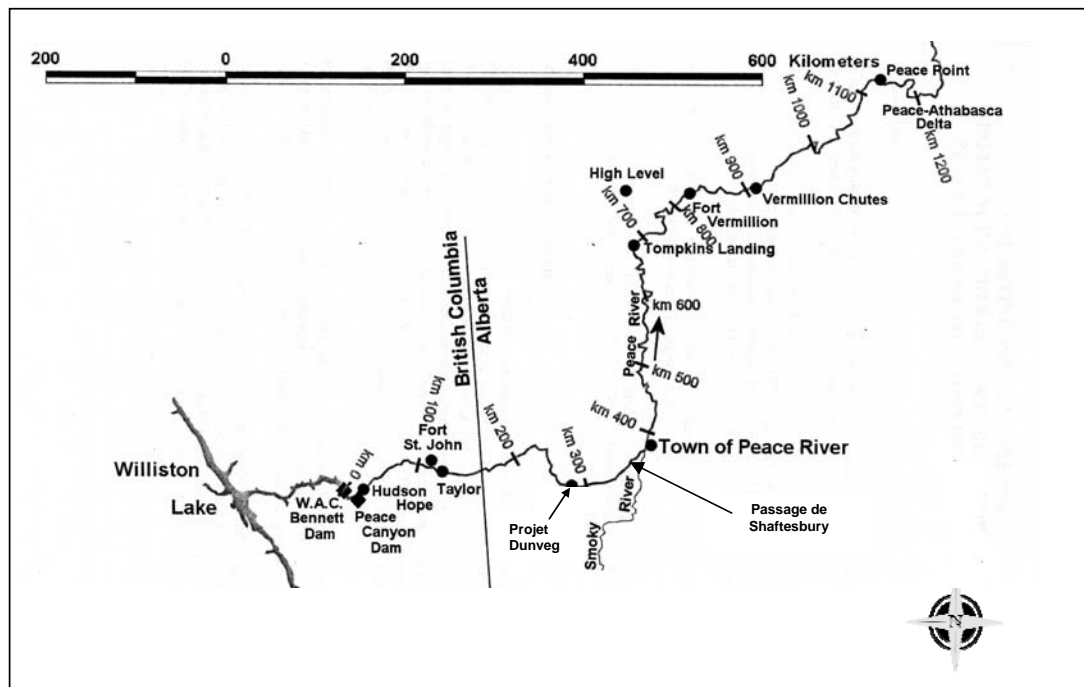 200
0
200
400
600
Kilometers
Peace Point
km 1100
km 1000
Peace-Athabasca
Delta
km 1200
km 900
High Level
Vermillion Chutes
km 700
Fort
Vermillion
km 800
Tompkins Landing
British Columbia
Alberta
Peace River
km 600
km 500
km 400
Town of Peace River
km 100
Fort
St. John
km 200
km 300
Taylor
km 0
Williston
Lake
W.A.C.
Bennett
Dam
Hudson
Hope
Peace
Canyon
Dam
Projet
Dunveg
Smoky
River
Passage de
Shaftesbury
N